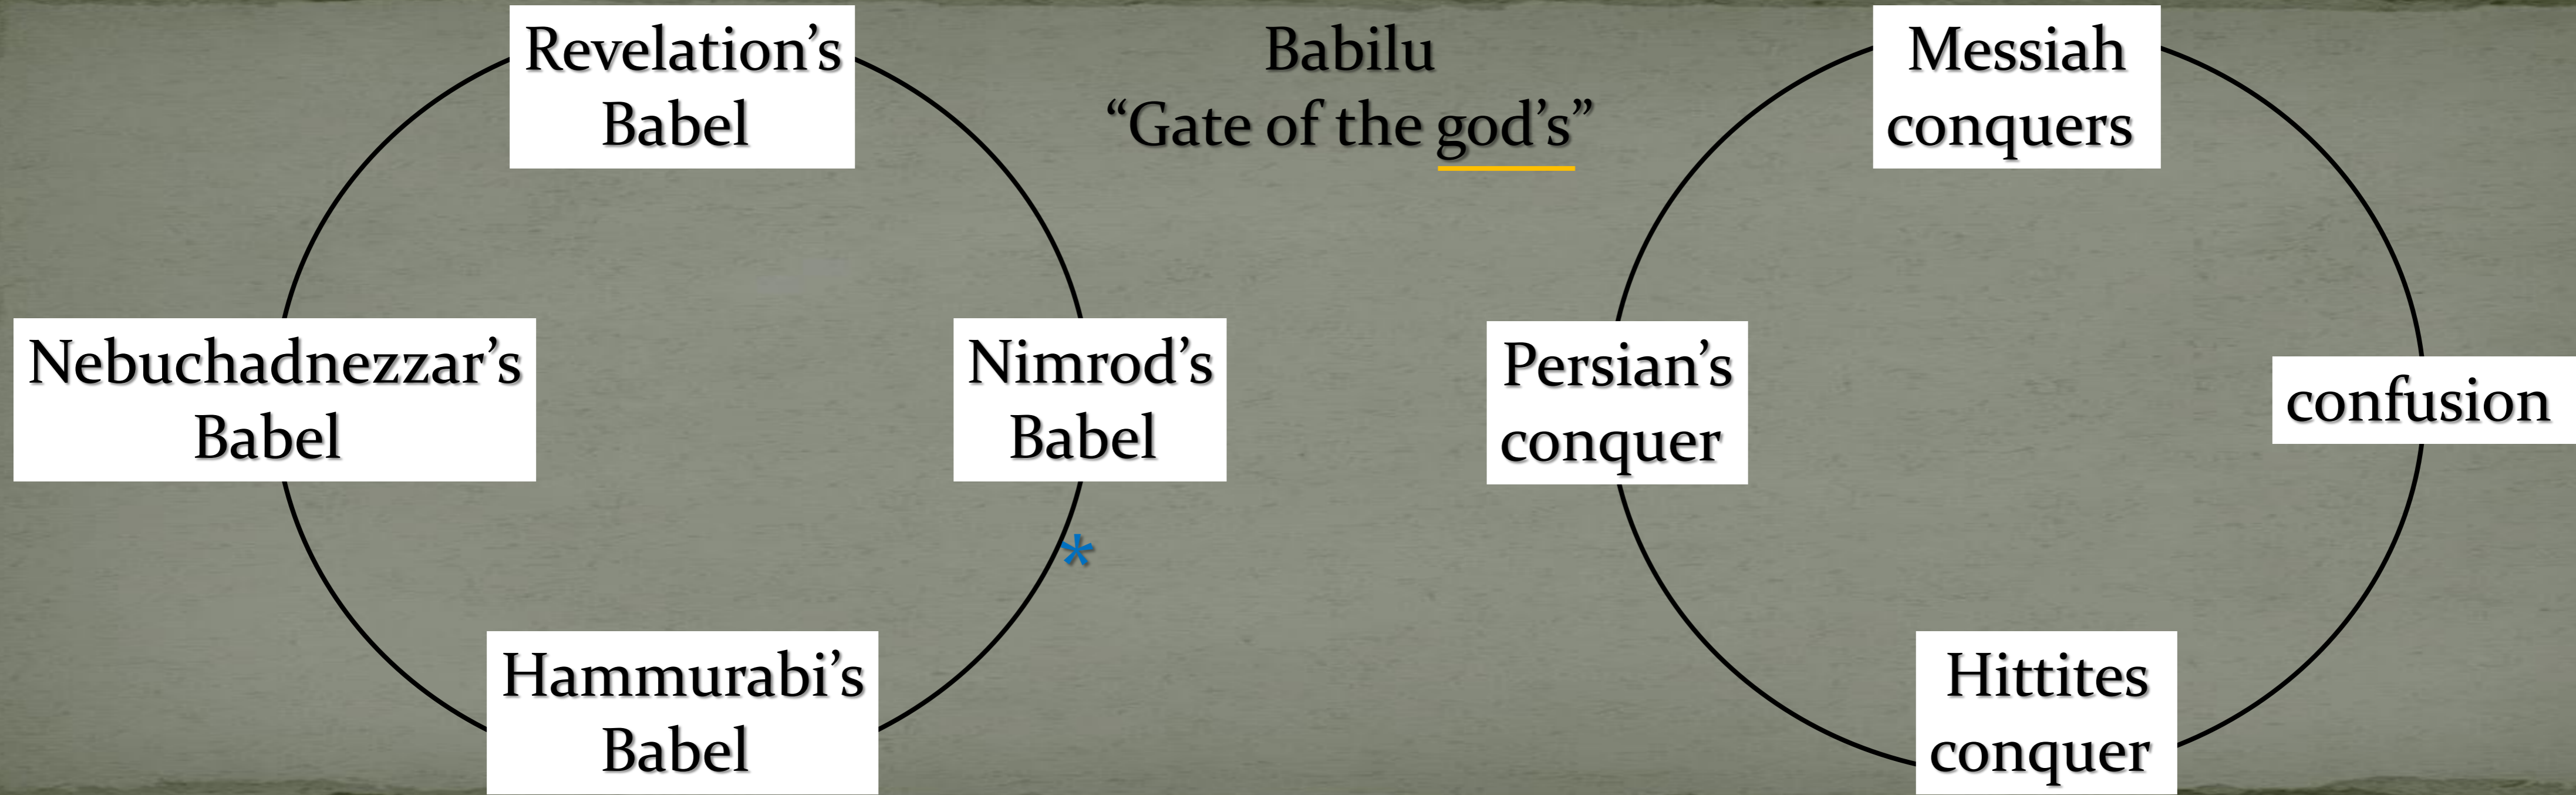 Revelation’s
Babel
Babilu
“Gate of the god’s”
Messiah
conquers
Nebuchadnezzar’s
Babel
Nimrod’s
Babel
Persian’s
conquer
confusion
*
Hammurabi’s
Babel
Hittites
conquer